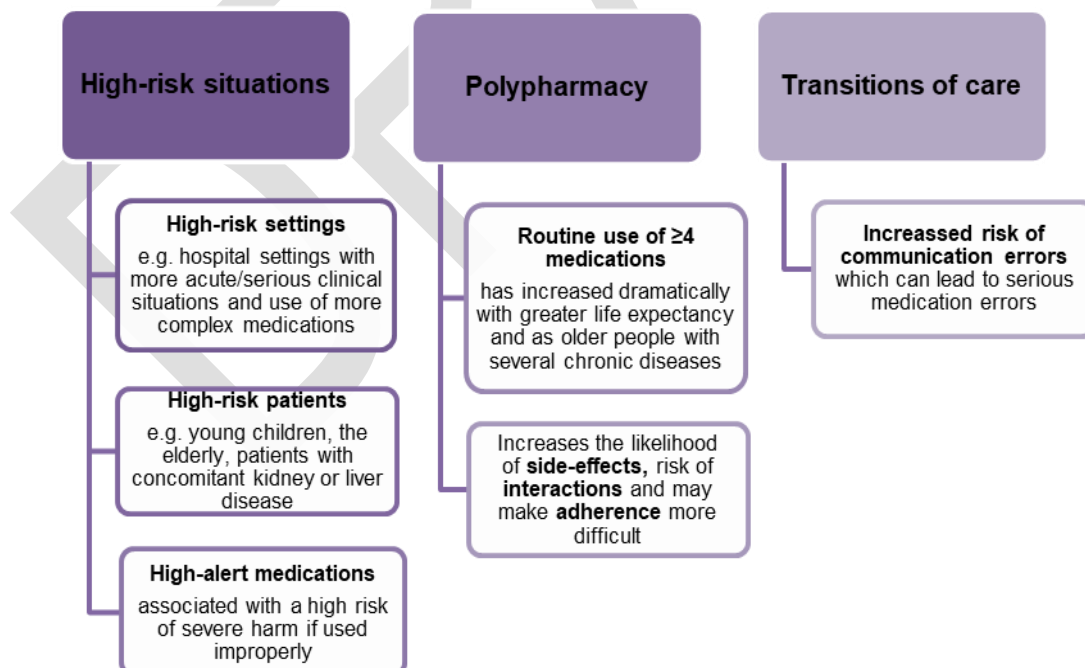 High-risk situations
High-risk settings
e.g. hospital settings with
more acute/serious clinical
situations and use of more
complex medications
High-risk patients
e.g. young children, the
elderly, patients with
concomitant kidney or liver
disease
High-alert medications
associated with a high risk
of severe harm if used
improperly
Polypharmacy
Routine use of ≥4
medications
has increased dramatically
with greater life expectancy
and as older people with
several chronic diseases
Increases the likelihood
of side-effects, risk of
interactions and may
make adherence more
difficult
Transitions of care
Increassed risk of
communication errors
which can lead to serious
medication errors